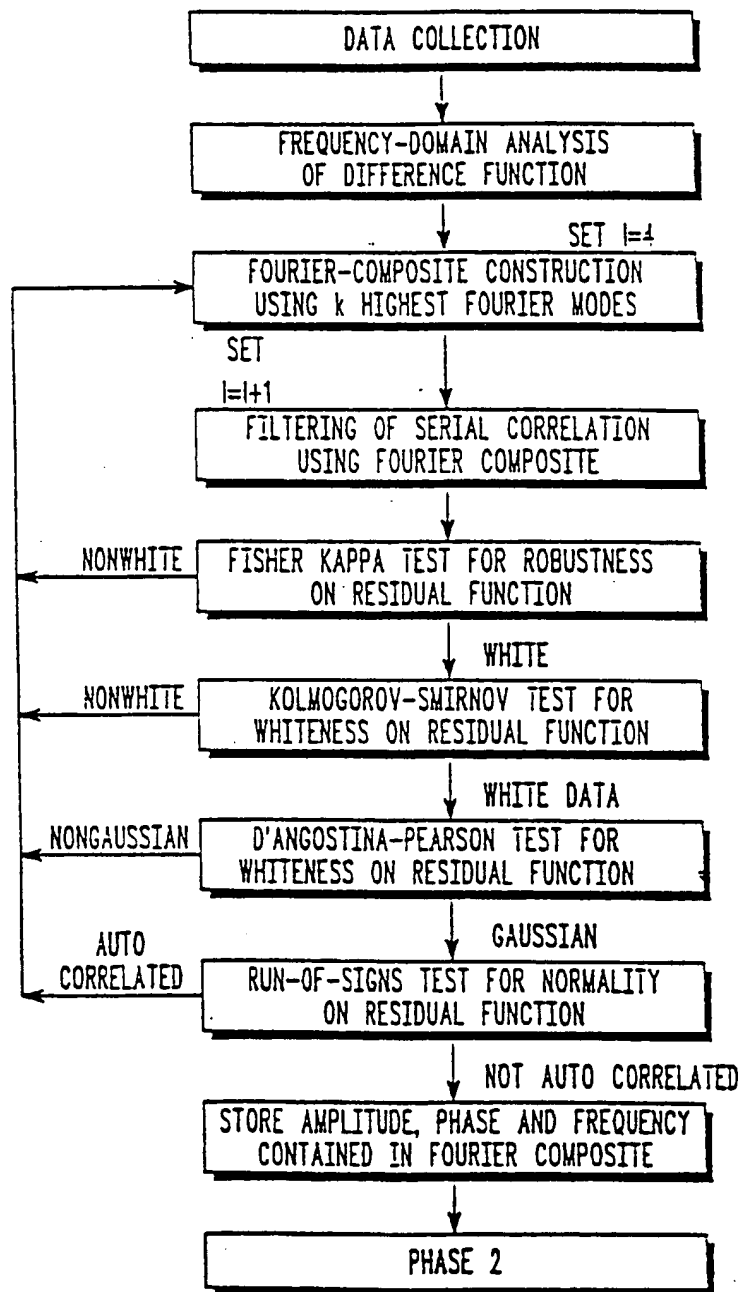 DATA COLLECTION
FREQUENCY-DOMAIN ANALYSIS
OF DIFFERENCE FUNCTION
SET I=1
FOURIER-COMPOSITE CONSTRUCTION
USING k HIGHEST FOURIER MODES
SET
I=I+1
FILTERING OF SERIAL CORRELATION
USING FOURIER COMPOSITE
NONWHITE
FISHER KAPPA TEST FOR ROBUSTNESS
ON RESIDUAL FUNCTION
WHITE
NONWHITE
KOLMOGOROV-SMIRNOV TEST FOR
WHITENESS ON RESIDUAL FUNCTION
WHITE DATA
NONGAUSSIAN
D'ANGOSTINA-PEARSON TEST FOR
WHITENESS ON RESIDUAL FUNCTION
GAUSSIAN
AUTO
CORRELATED
RUN-OF-SIGNS TEST FOR NORMALITY
ON RESIDUAL FUNCTION
NOT AUTO CORRELATED
STORE AMPLITUDE, PHASE AND FREQUENCY
CONTAINED IN FOURIER COMPOSITE
PHASE 2